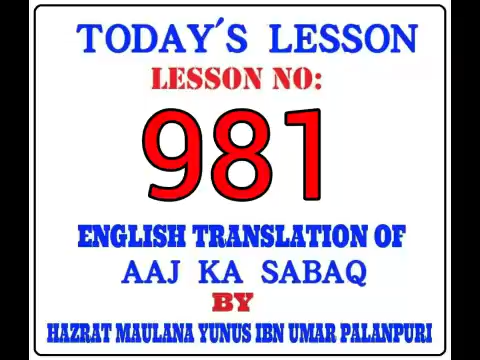 TODAY'S LESSON
LESSON NO:
981
ENGLISH TRANSLATION OF
AAJ KA SABAQ
BY
HAZRAT MAULANA YUNUS IBN UMAR PALANPURI